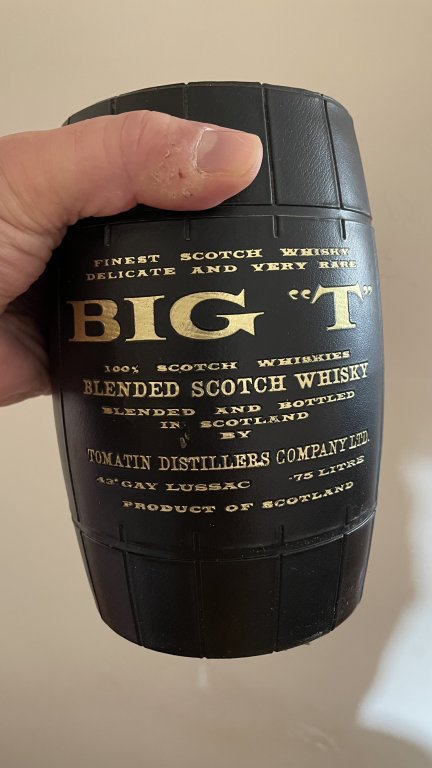 FINEST SCOTCH WHISKY
DELICATE AND VERY RARE
BIG "T"
100% SCOTCH WHISKIES
BLENDED SCOTCH WHISKY
BLENDED AND BOTTLED
IN SCOTLAND
BY
TOMATIN DISTILLERS COMPANY LTD.
43° GAY LUSSAC ·75 LITRE
PRODUCT OF SCOTLAND